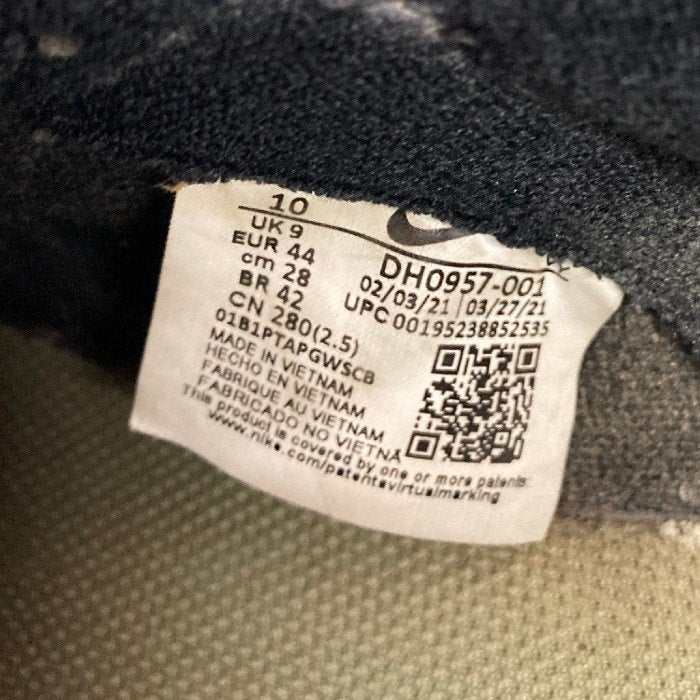 10
UK 9
EUR 44
cm 28
BR 42
CN 280(2.5)
01B1PTAPGWSCB
MADE IN VIETNAM
HECHO EN VIETNAM
FABRIQUE AU VIETNAM
FABRICADO NO VIETNA
This product is covered by one or more patents:
www.nike.com/patentsvirtualmarking
DH0957-001
02/03/21 | 03/27/21
UPC 00195238852535